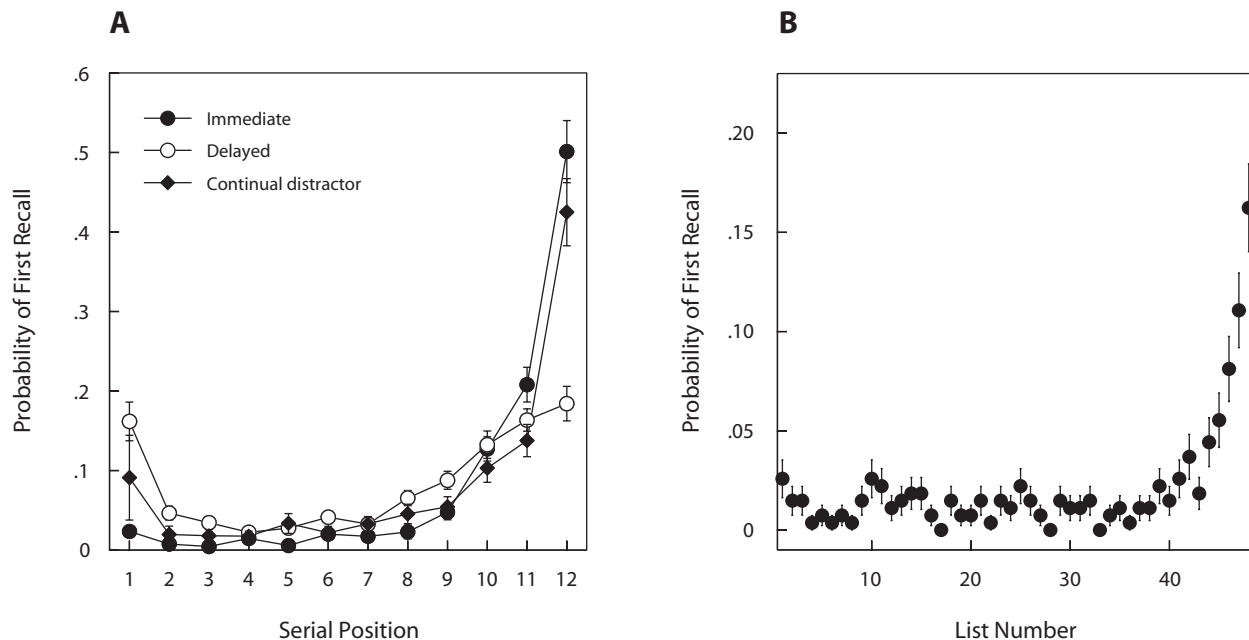 A
Probability of First Recall
.6
.5
.4
.3
.2
.1
0
Immediate
Delayed
Continual distractor
1 2 3 4 5 6 7 8 9 10 11 12
Serial Position
B
Probability of First Recall
.20
.15
.10
.05
0
10 20 30 40
List Number